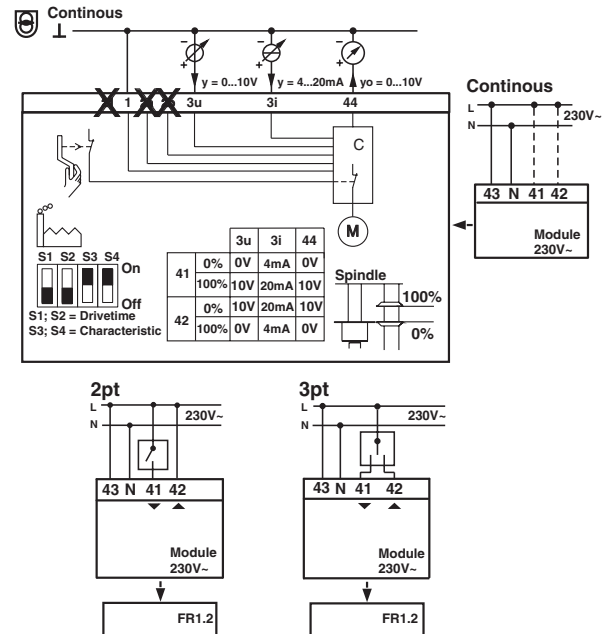 Continous
y = 0...10V y = 4...20mA yo = 0...10V
1 3u 3i 44
C
M
S1 S2 S3 S4
On
Off
S1; S2 = Drivetime
S3; S4 = Characteristic
3u 3i 44
41 0% 0V 4mA 0V
100% 10V 20mA 10V
42 0% 10V 20mA 10V
100% 0V 4mA 0V
Spindle
100%
0%
Continous
L
230V~
N
43 N 41 42
Module
230V~
2pt
L
230V~
N
43 N 41 42
Module
230V~
FR1.2
3pt
L
230V~
N
43 N 41 42
Module
230V~
FR1.2